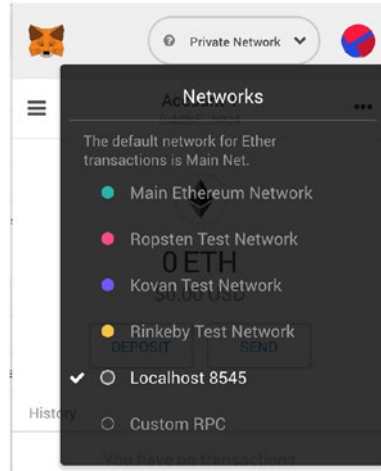 Private Network
Networks
The default network for Ether
transactions is Main Net.
Main Ethereum Network
Ropsten Test Network
0 ETH
Kovan Test Network
$0.00 USD
Rinkeby Test Network
DEPOSIT
SEND
Localhost 8545
History
Custom RPC
You have no transactions